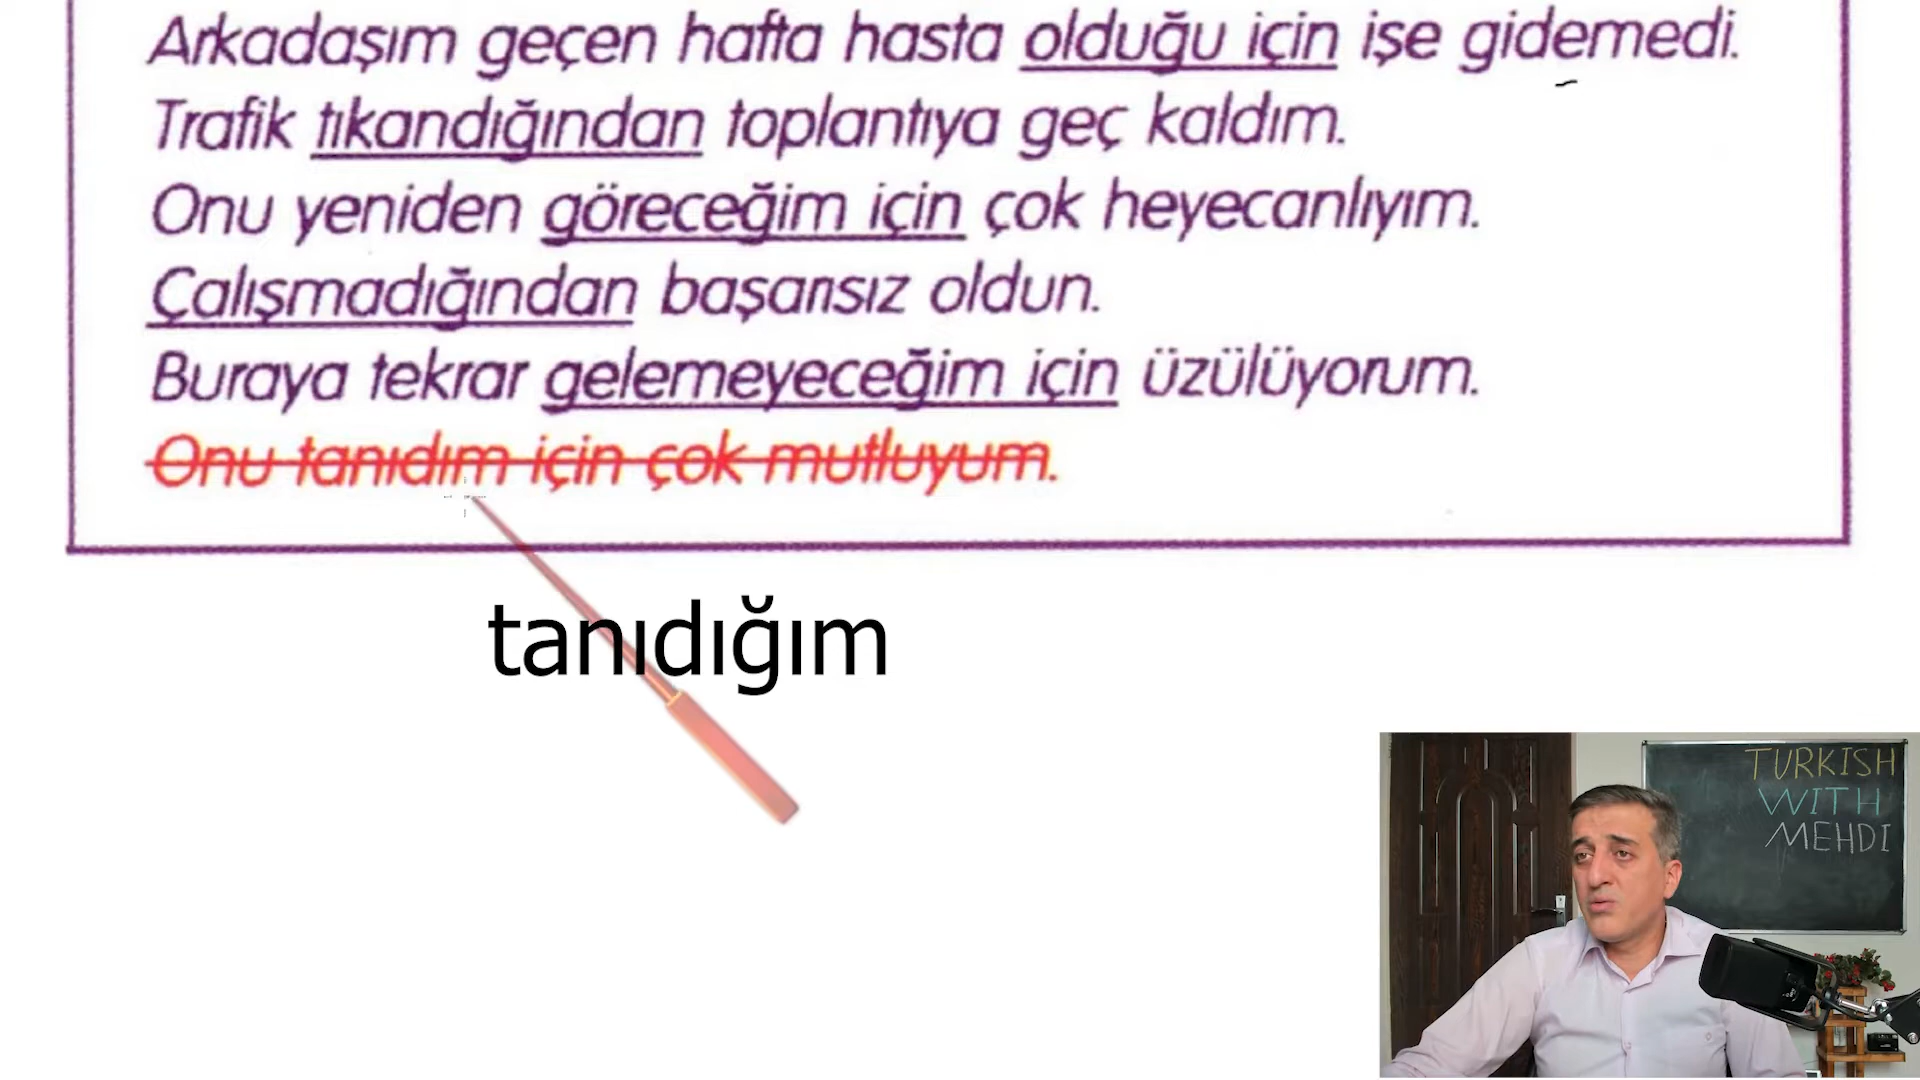 Arkadaşım geçen hafta hasta olduğu için işe gidemedi.
Trafik tıkandığından toplantıya geç kaldım.
Onu yeniden göreceğim için çok heyecanlıyım.
Çalışmadığından başarısız oldun.
Buraya tekrar gelemeyeceğim için üzülüyorum.
Onu tanıdım için çok mutluyum.
tanıdığım
TURKISH
WITH
MEHDI